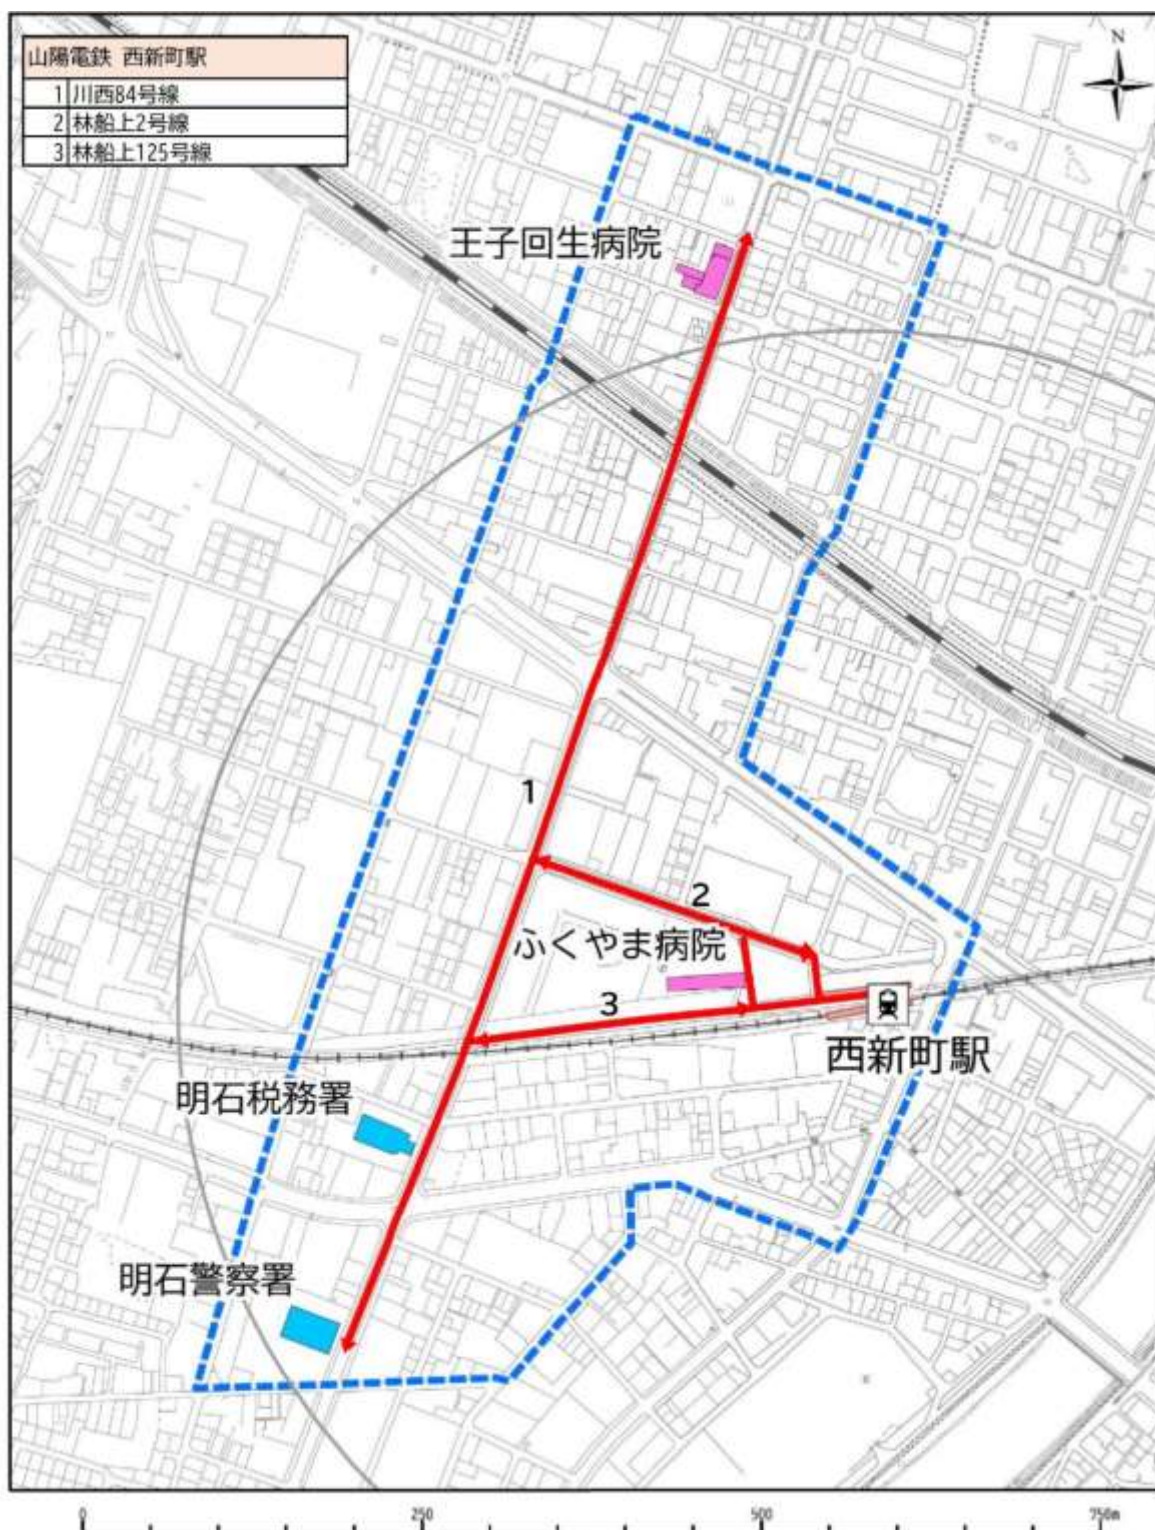 山陽電鉄 西新町駅
1 川西84号線
2 林船上2号線
3 林船上125号線
N
王子回生病院
1
2
ふくやま病院
3
西新町駅
明石税務署
明石警察署
0 250 500 750m